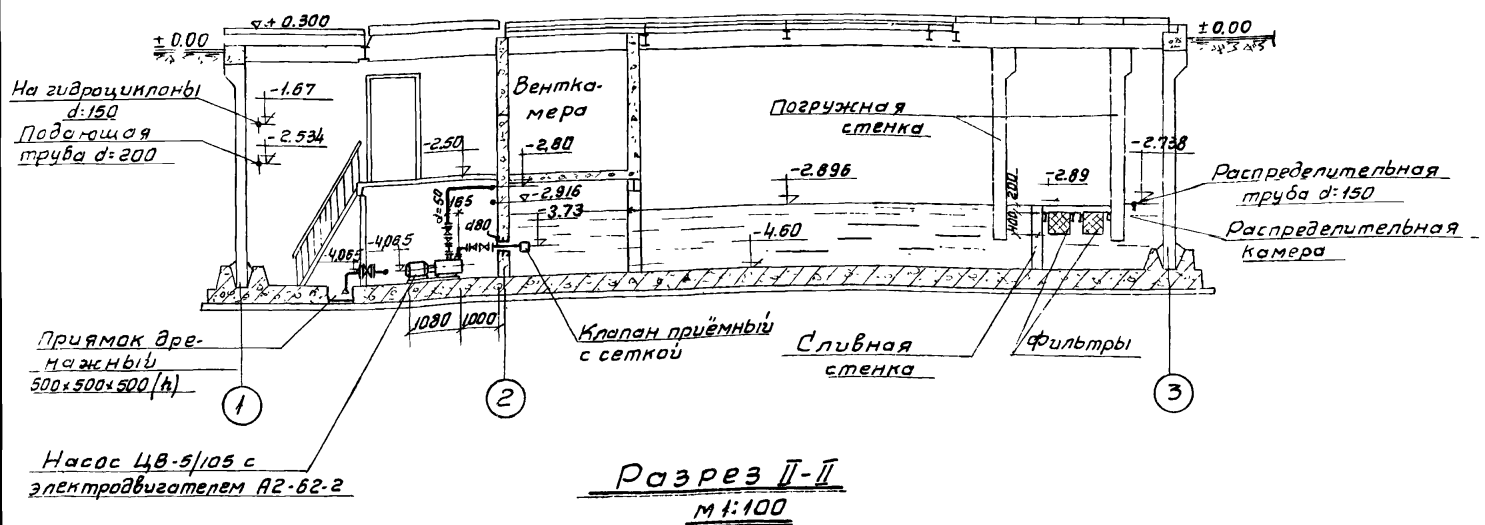 +0.300
±0.00
±0.00
На гидроциклоны
d=150
Подающая
труба d=200
-1.67
-2.534
Вентка-
мера
-2.50
-2,80
-2,916
-3.73
d=50
165
d80
-4,065
-4,065
Погружная
стенка
-2.896
-4.60
-2.89
400
200
-2.738
Распределительная
труба d=150
Распределительная
камера
1080
1000
Приямок дре-
нажный
500x500x500(h)
Клапан приёмный
с сеткой
Сливная
стенка
Фильтры
1
2
3
Насос ЦВ-5/105 с
электродвигателем А2-62-2
Разрез II-II
М 1:100